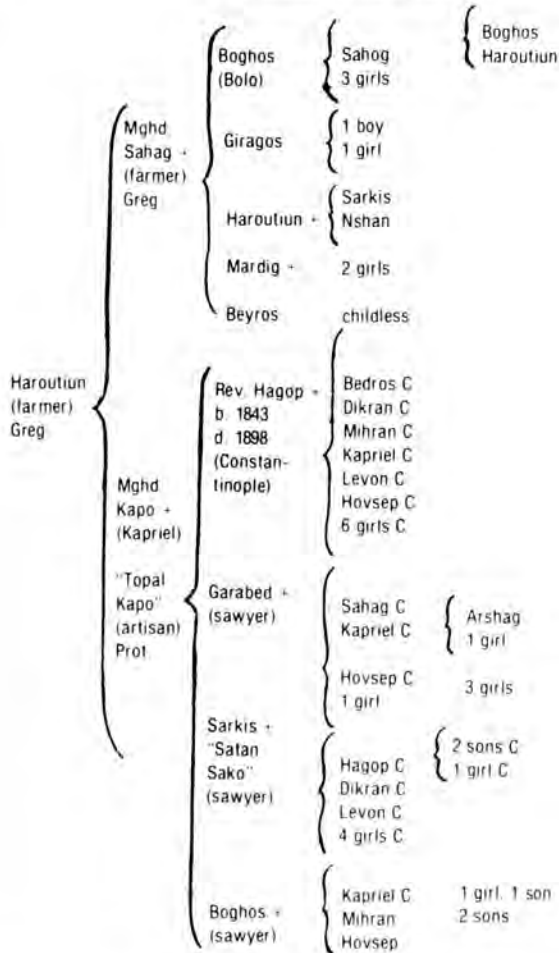 Haroutiun
(farmer)
Greg
Mghd
Sahag +
(farmer)
Greg
Boghos
(Bolo)
Sahog
3 girls
Boghos
Haroutiun
Giragos
1 boy
1 girl
Haroutiun +
Sarkis
Nshan
Mardig +
2 girls
Beyros
childless
Mghd
Kapo +
(Kapriel)
"Topal
Kapo"
(artisan)
Prot
Rev. Hagop +
b. 1843
d. 1898
(Constan-
tinople)
Bedros C
Dikran C
Mihran C
Kapriel C
Levon C
Hovsep C
6 girls C
Garabed +
(sawyer)
Sahag C
Kapriel C
Arshag
1 girl
Hovsep C
3 girls
1 girl
Sarkis +
"Satan
Sako"
(sawyer)
Hagop C
2 sons C
1 girl C
Dikran C
Levon C
4 girls C
Boghos +
(sawyer)
Kapriel C
1 girl. 1 son
Mihran
2 sons
Hovsep